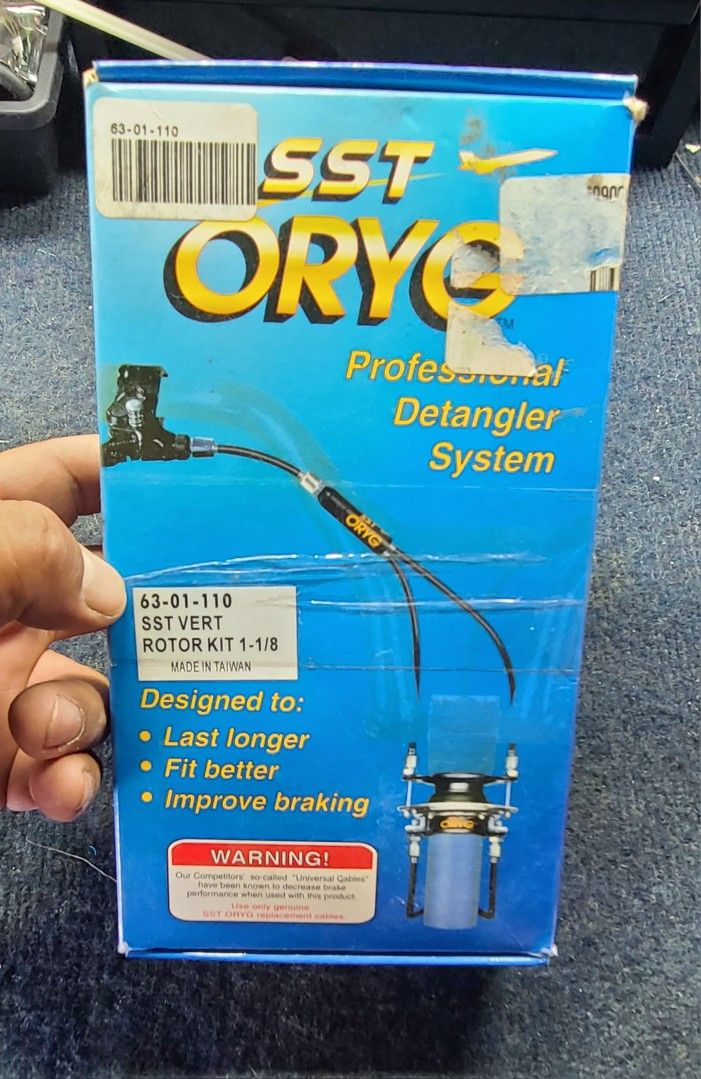 63-01-110
SST
ORYG
TM
Professional
Detangler
System
SST
ORYG
63-01-110
SST VERT
ROTOR KIT 1-1/8
MADE IN TAIWAN
Designed to:
• Last longer
• Fit better
• Improve braking
ORYG
WARNING!
Our Competitors' so-called "Universal Cables"
have been known to decrease brake
performance when used with this product.
Use only genuine
SST ORYG replacement cables.